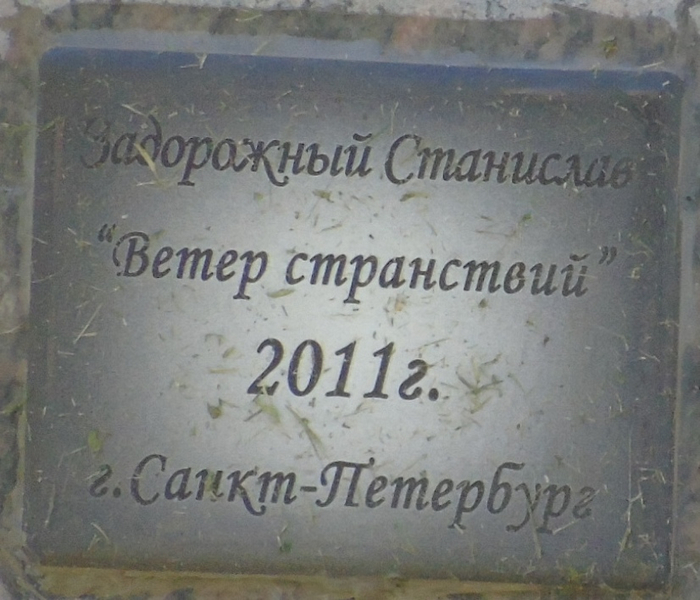 Задорожный Станислав
“Ветер странствий”
2011г.
г.Санкт-Петербург